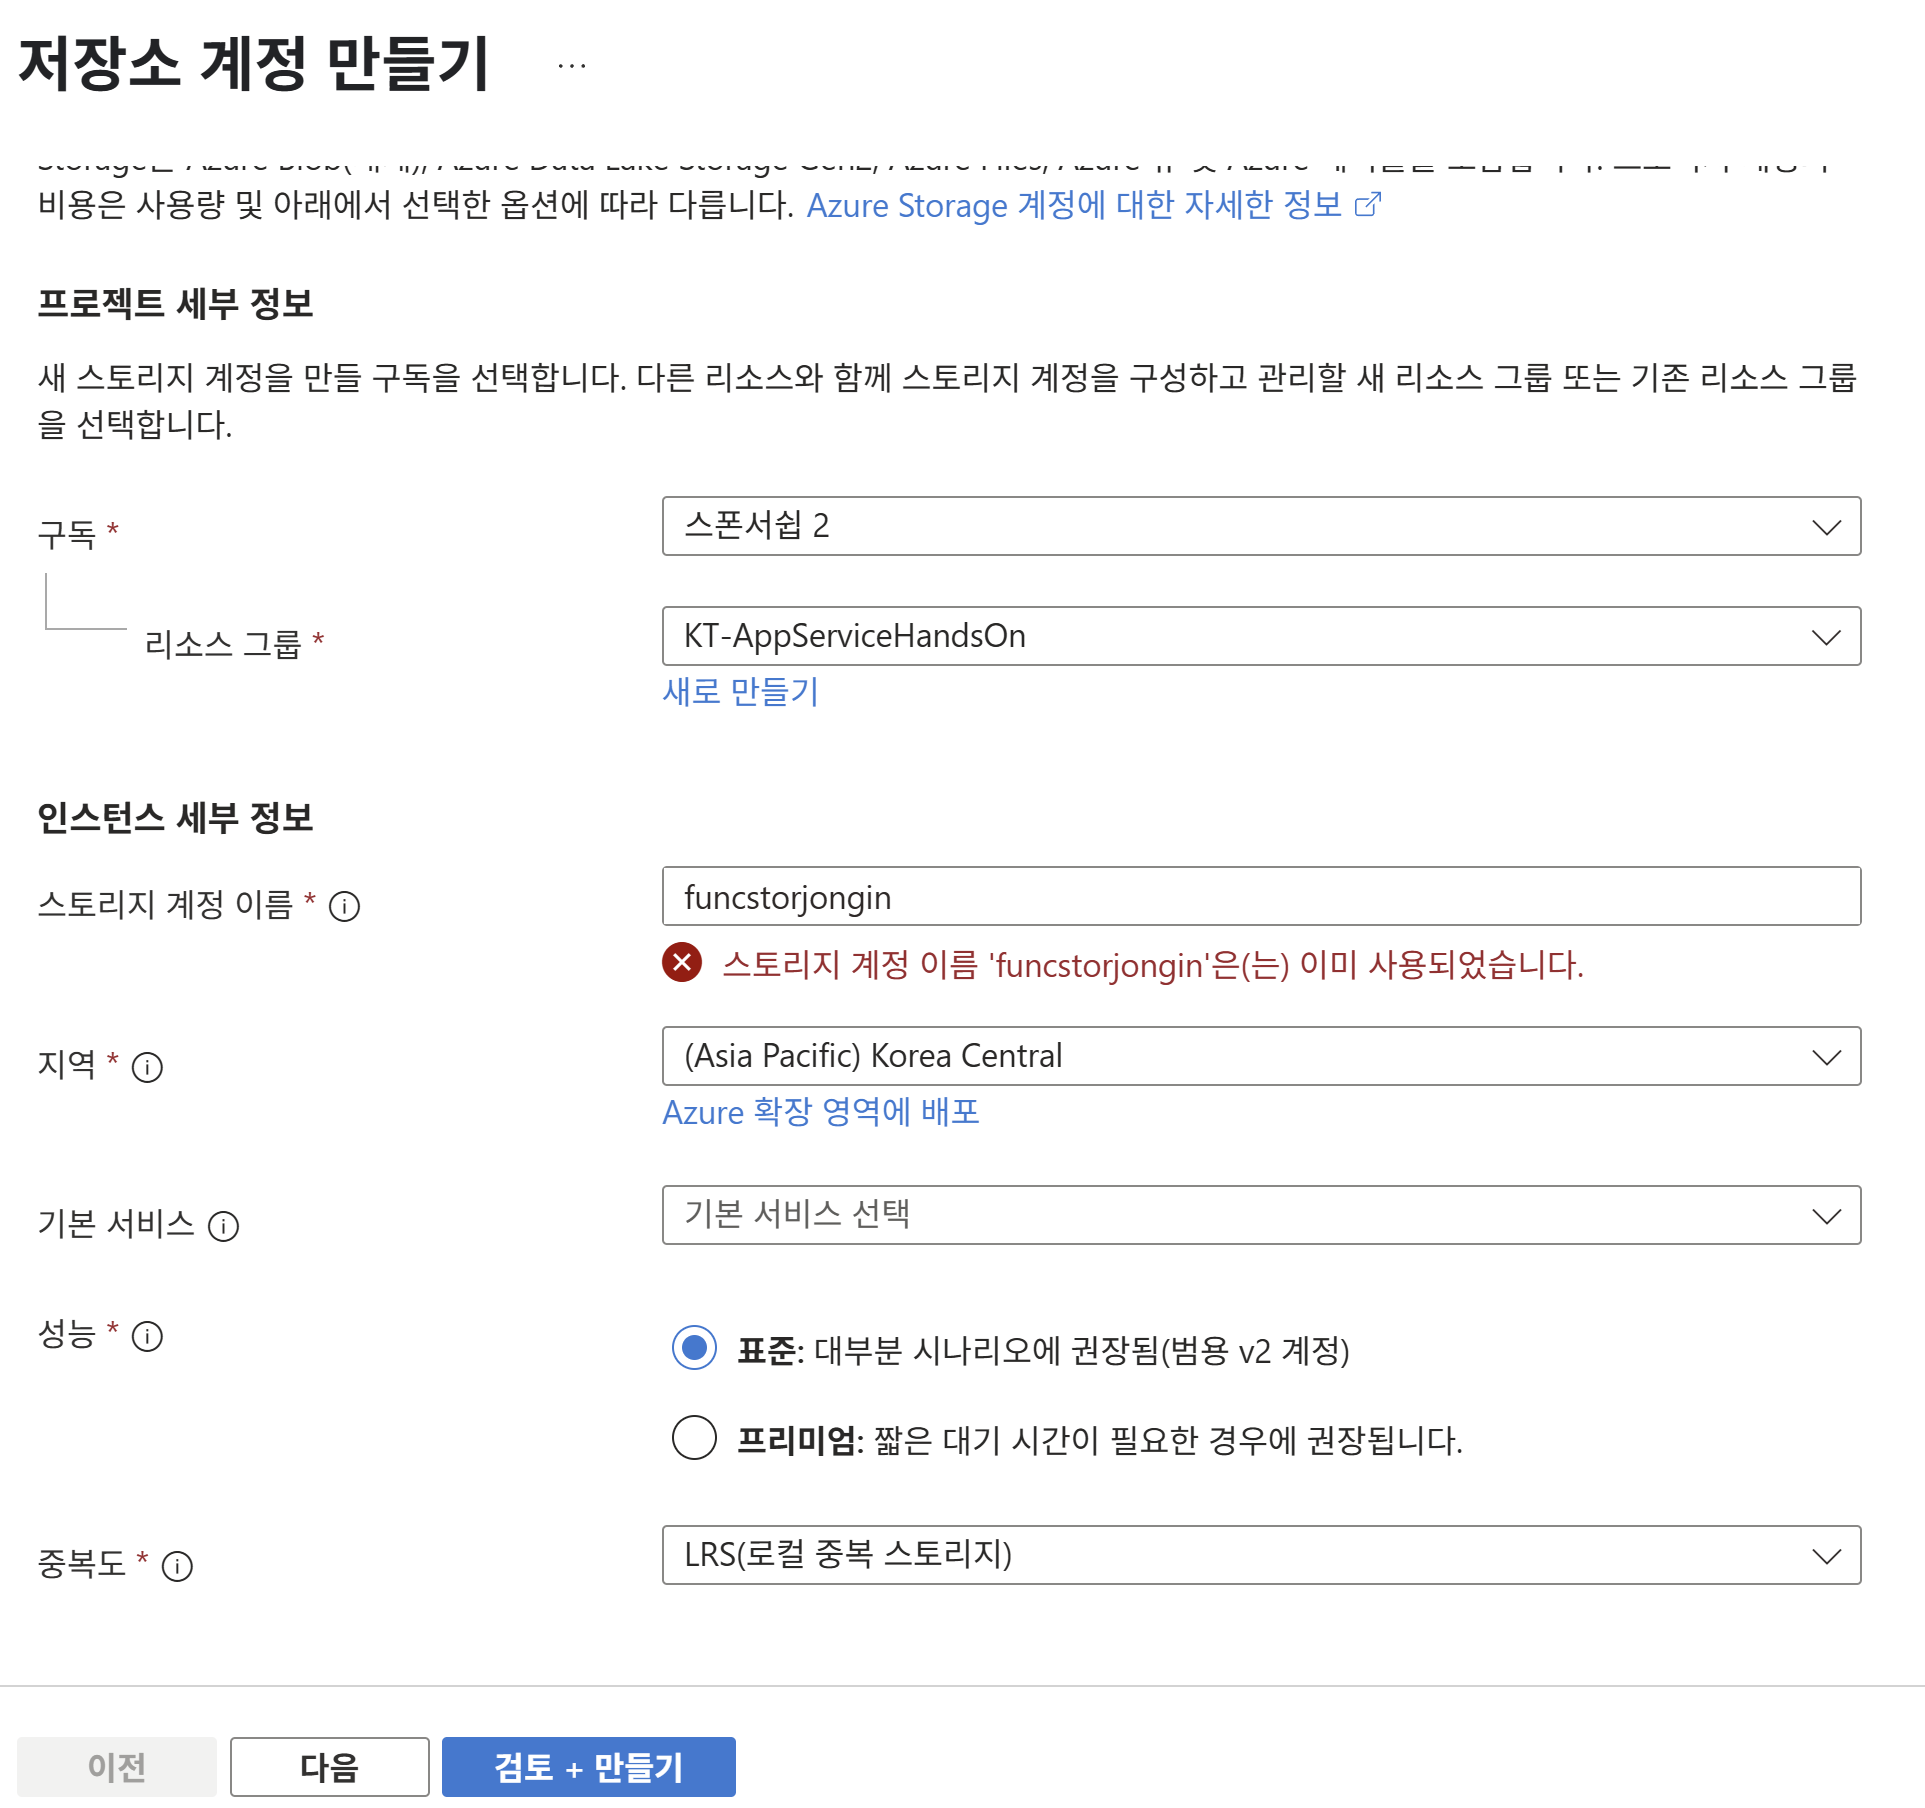 저장소 계정 만들기 ...
비용은 사용량 및 아래에서 선택한 옵션에 따라 다릅니다. Azure Storage 계정에 대한 자세한 정보
프로젝트 세부 정보
새 스토리지 계정을 만들 구독을 선택합니다. 다른 리소스와 함께 스토리지 계정을 구성하고 관리할 새 리소스 그룹 또는 기존 리소스 그룹
을 선택합니다.
구독 *
스폰서쉽 2
리소스 그룹 *
KT-AppServiceHandsOn
새로 만들기
인스턴스 세부 정보
스토리지 계정 이름 *
funcstorjongin
스토리지 계정 이름 'funcstorjongin'은(는) 이미 사용되었습니다.
지역 *
(Asia Pacific) Korea Central
Azure 확장 영역에 배포
기본 서비스
기본 서비스 선택
성능 *
표준: 대부분 시나리오에 권장됨(범용 v2 계정)
프리미엄: 짧은 대기 시간이 필요한 경우에 권장됩니다.
중복도 *
LRS(로컬 중복 스토리지)
이전
다음
검토 + 만들기